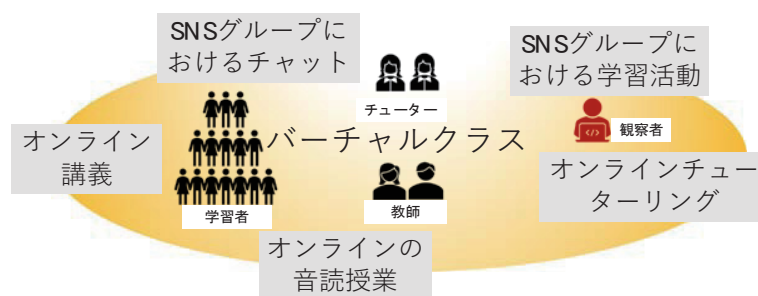 SNSグループに
おけるチャット
SNSグループに
おける学習活動
チューター
観察者
</>
オンライン
講義
バーチャルクラス
オンラインチュー
ターリング
学習者
教師
オンラインの
音読授業